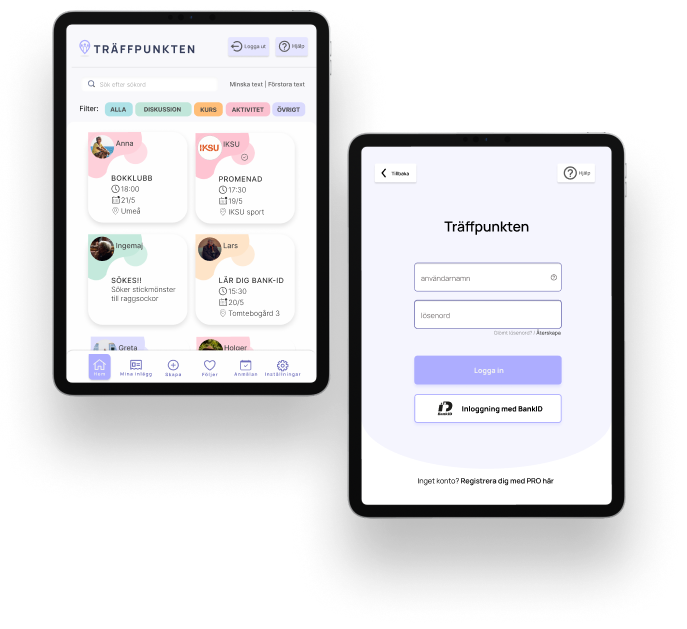 TRÄFFPUNKTEN
Logga ut
Hjälp
Sök efter sökord
Minska text | Förstora text
Filter:
ALLA
DISKUSSION
KURS
AKTIVITET
ÖVRIGT
Anna
BOKKLUBB
18:00
21/5
Umeå
IKSU
IKSU
PROMENAD
17:30
19/5
IKSU sport
Ingemaj
SÖKES!!
Söker stickmönster
till raggsockor
Lars
LÄR DIG BANK-ID
15:30
20/5
Tomtebogård 3
Greta
Holger
Hem
Mina inlägg
Skapa
Följer
Anmälan
Inställningar
Tillbaka
Hjälp
Träffpunkten
användarnamn
lösenord
Glömt lösenord? | Återskapa
Logga in
BankID
Inloggning med BankID
Inget konto? Registrera dig med PRO här